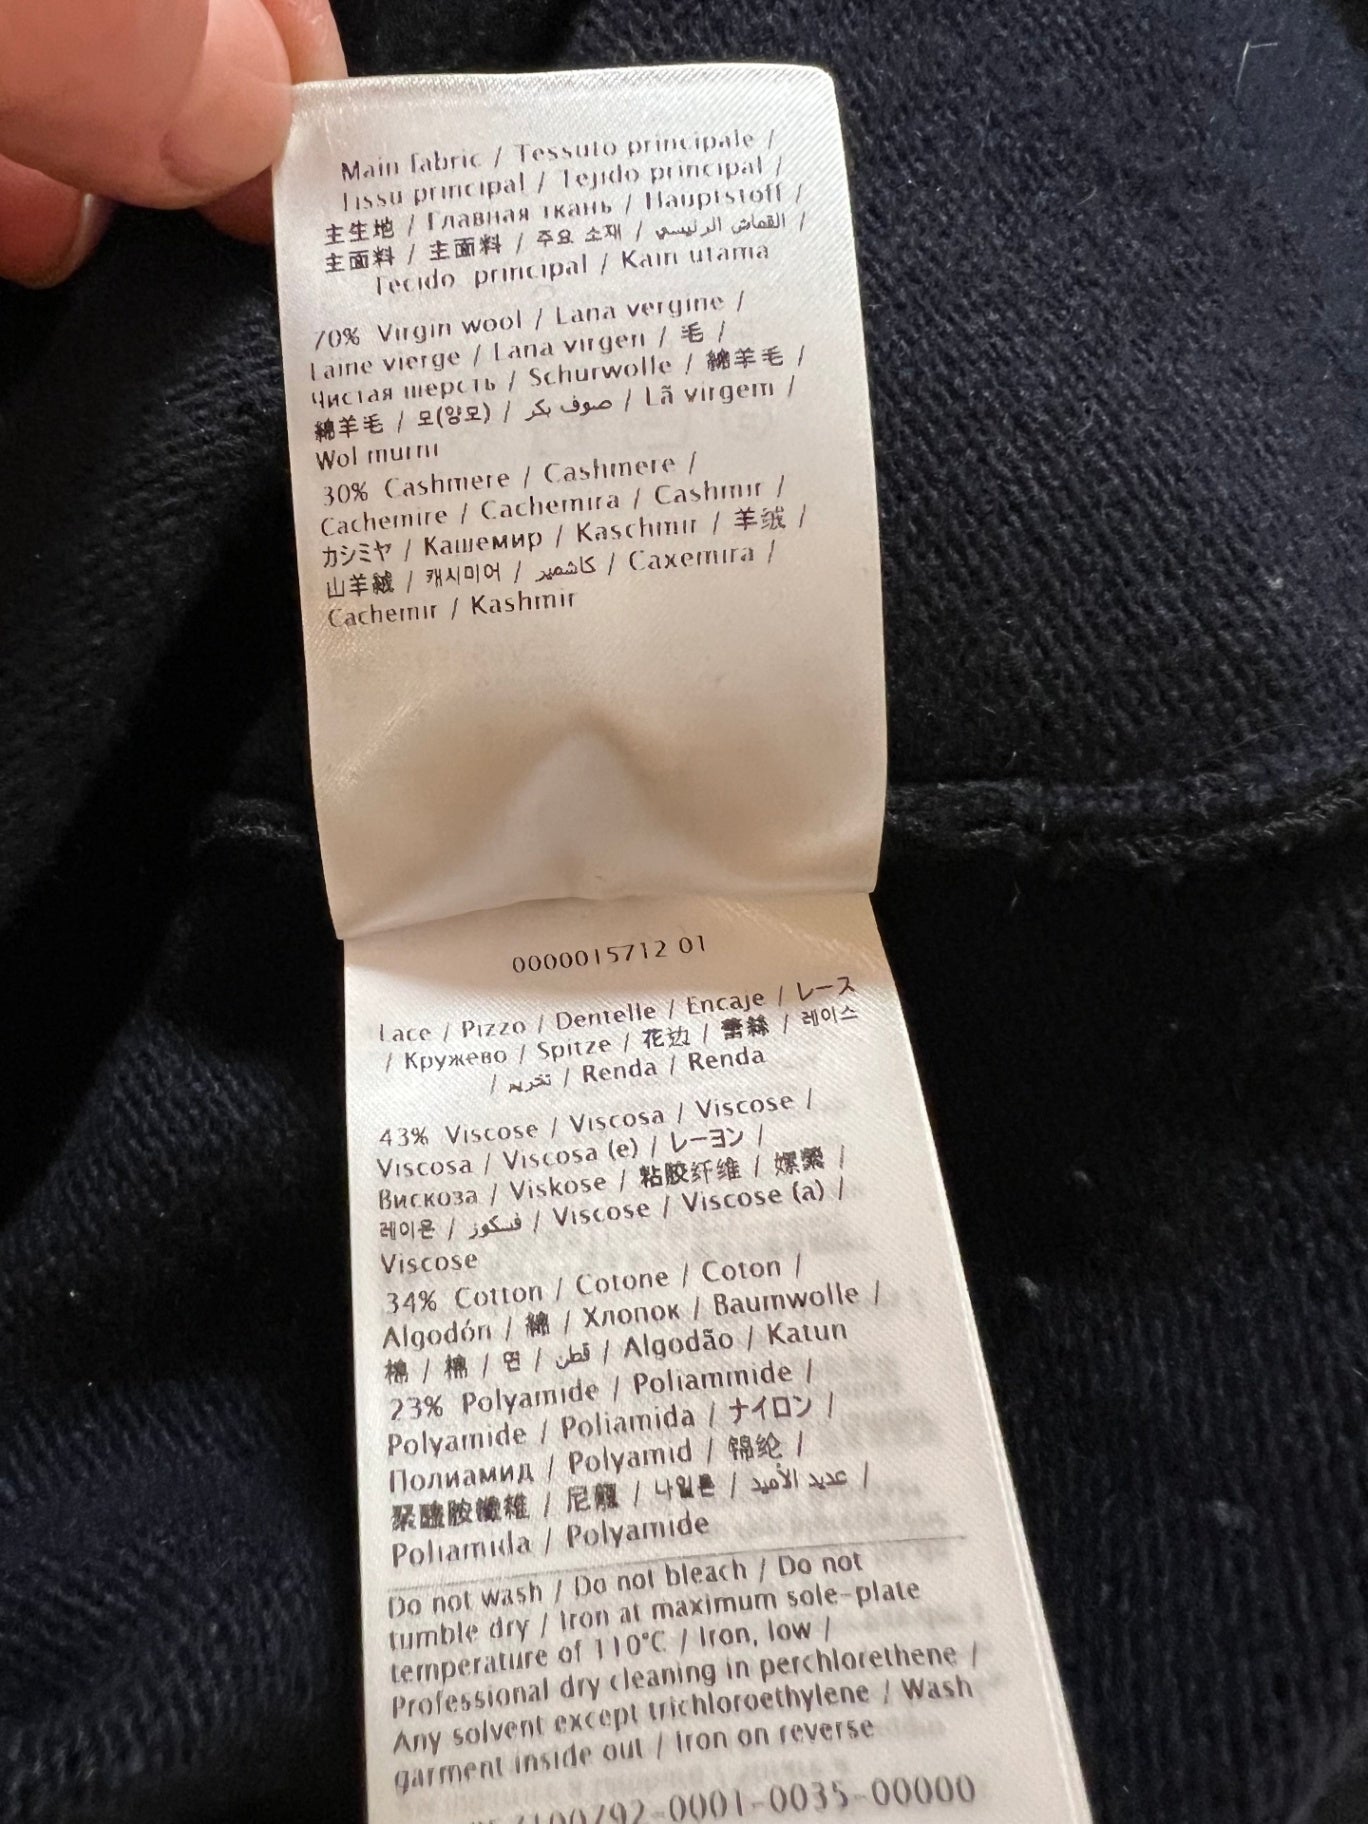 Main fabric / Tessuto principale /
Tissu principal / Tejido principal /
主生地 / Главная ткань / Hauptstoff /
主面料 / 主面料 / 주요 소재 / القماش الرئيسي /
Tecido principal / Kain utama
70% Virgin wool / Lana vergine /
Laine vierge / Lana virgen / 毛 /
Чистая шерсть / Schurwolle / 綿羊毛 /
綿羊毛 / 모(양모) / صوف بكر / Lã virgem /
Wol murni
30% Cashmere / Cashmere /
Cachemire / Cachemira / Cashmir /
カシミヤ / Кашемир / Kaschmir / 羊绒 /
山羊絨 / 캐시미어 / كاشمير / Caxemira /
Cachemir / Kashmir
0000015712 01
Lace / Pizzo / Dentelle / Encaje / レース
/ Кружево / Spitze / 花边 / 蕾絲 / 레이스
/ تخريم / Renda / Renda
43% Viscose / Viscosa / Viscose /
Viscosa / Viscosa (e) / レーヨン /
Вискоза / Viskose / 粘胶纤维 / 嫘縈 /
레이온 / فسكوز / Viscose / Viscose (a) /
Viscose
34% Cotton / Cotone / Coton /
Algodón / 綿 / Хлопок / Baumwolle /
棉 / 棉 / 면 / قطن / Algodão / Katun
23% Polyamide / Poliammide /
Polyamide / Poliamida / ナイロン /
Полиамид / Polyamid / 锦纶 /
聚醯胺纖維 / 尼龍 / 나일론 / عديد الأميد /
Poliamida / Polyamide
Do not wash / Do not bleach / Do not
tumble dry / Iron at maximum sole-plate
temperature of 110°C / Iron, low /
Professional dry cleaning in perchlorethene /
Any solvent except trichloroethylene / Wash
garment inside out / Iron on reverse
7100792-0001-0035-00000